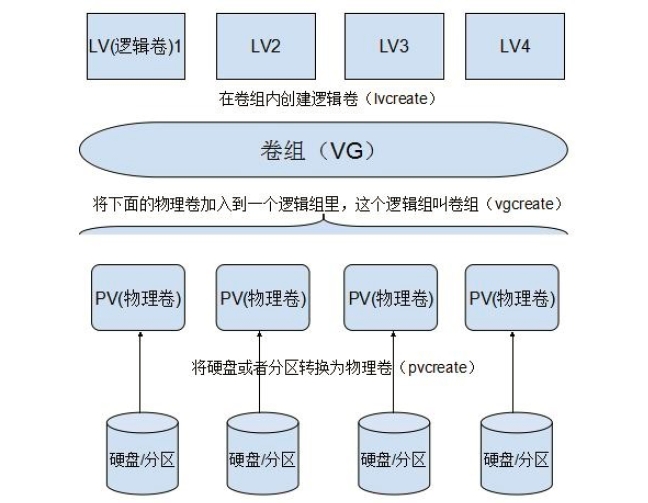 LV(逻辑卷)1
LV2
LV3
LV4
在卷组内创建逻辑卷（lvcreate）
卷组（VG）
将下面的物理卷加入到一个逻辑组里，这个逻辑组叫卷组（vgcreate）
PV(物理卷)
PV(物理卷)
PV(物理卷)
PV(物理卷)
将硬盘或者分区转换为物理卷（pvcreate）
硬盘/分区
硬盘/分区
硬盘/分区
硬盘/分区